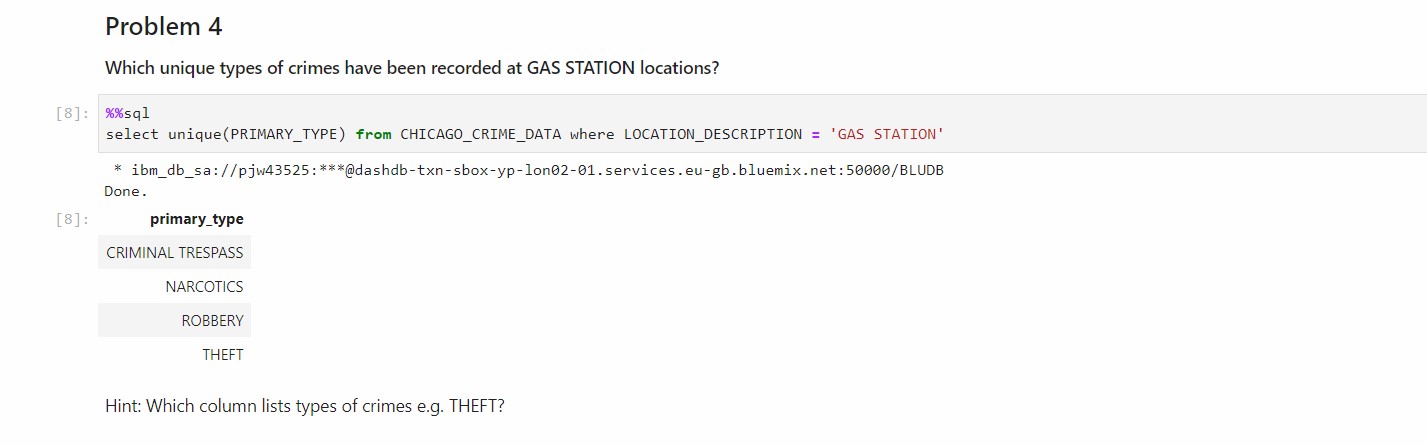 Problem 4
Which unique types of crimes have been recorded at GAS STATION locations?
[8]: %%sql
select unique(PRIMARY_TYPE) from CHICAGO_CRIME_DATA where LOCATION_DESCRIPTION = 'GAS STATION'
* ibm_db_sa://pjw43525:***@dashdb-txn-sbox-yp-lon02-01.services.eu-gb.bluemix.net:50000/BLUDB
Done.
[8]: primary_type
CRIMINAL TRESPASS
NARCOTICS
ROBBERY
THEFT
Hint: Which column lists types of crimes e.g. THEFT?